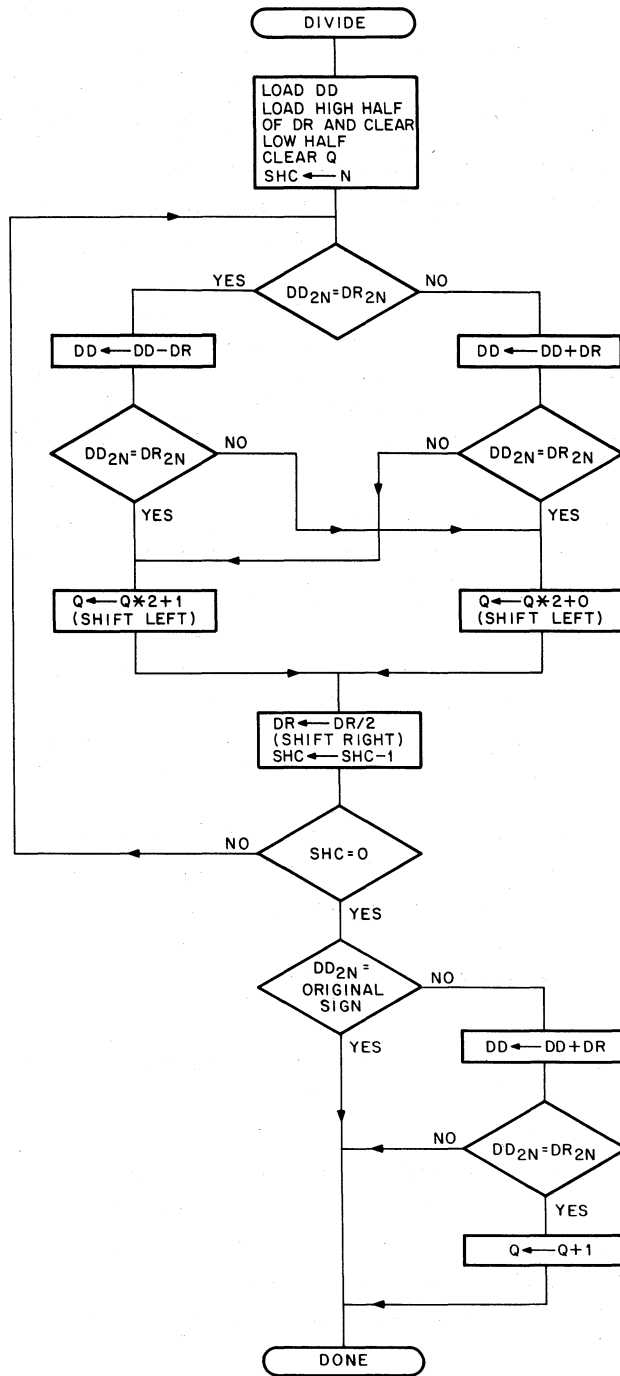 DIVIDE
LOAD DD
LOAD HIGH HALF
OF DR AND CLEAR
LOW HALF
CLEAR Q
SHC ← N
DD2N = DR2N
YES
NO
DD ← DD-DR
DD ← DD+DR
DD2N = DR2N
NO
YES
NO
DD2N = DR2N
YES
Q ← Q*2+1
(SHIFT LEFT)
Q ← Q*2+0
(SHIFT LEFT)
DR ← DR/2
(SHIFT RIGHT)
SHC ← SHC-1
NO
SHC=0
YES
DD2N =
ORIGINAL
SIGN
NO
YES
DD ← DD+DR
NO
DD2N = DR2N
YES
Q ← Q+1
DONE